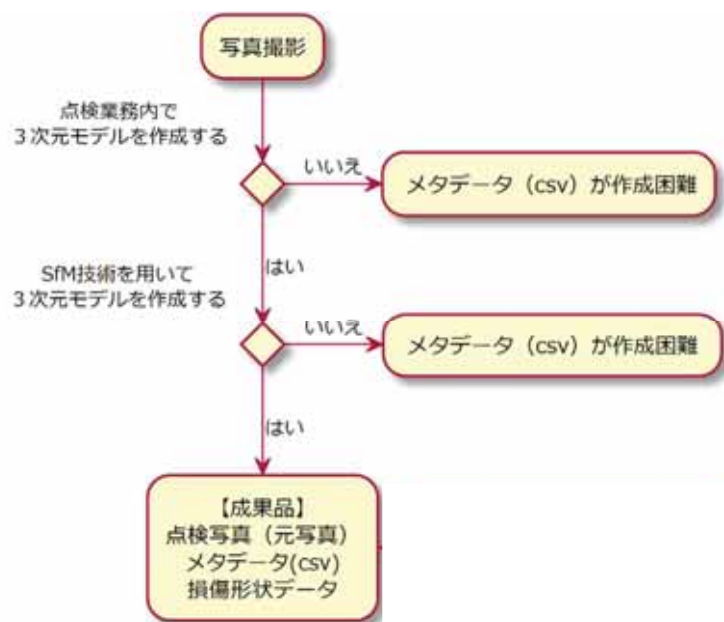 写真撮影
点検業務内で
３次元モデルを作成する
いいえ
メタデータ（csv）が作成困難
はい
SfM技術を用いて
３次元モデルを作成する
いいえ
メタデータ（csv）が作成困難
はい
【成果品】
点検写真（元写真）
メタデータ(csv)
損傷形状データ